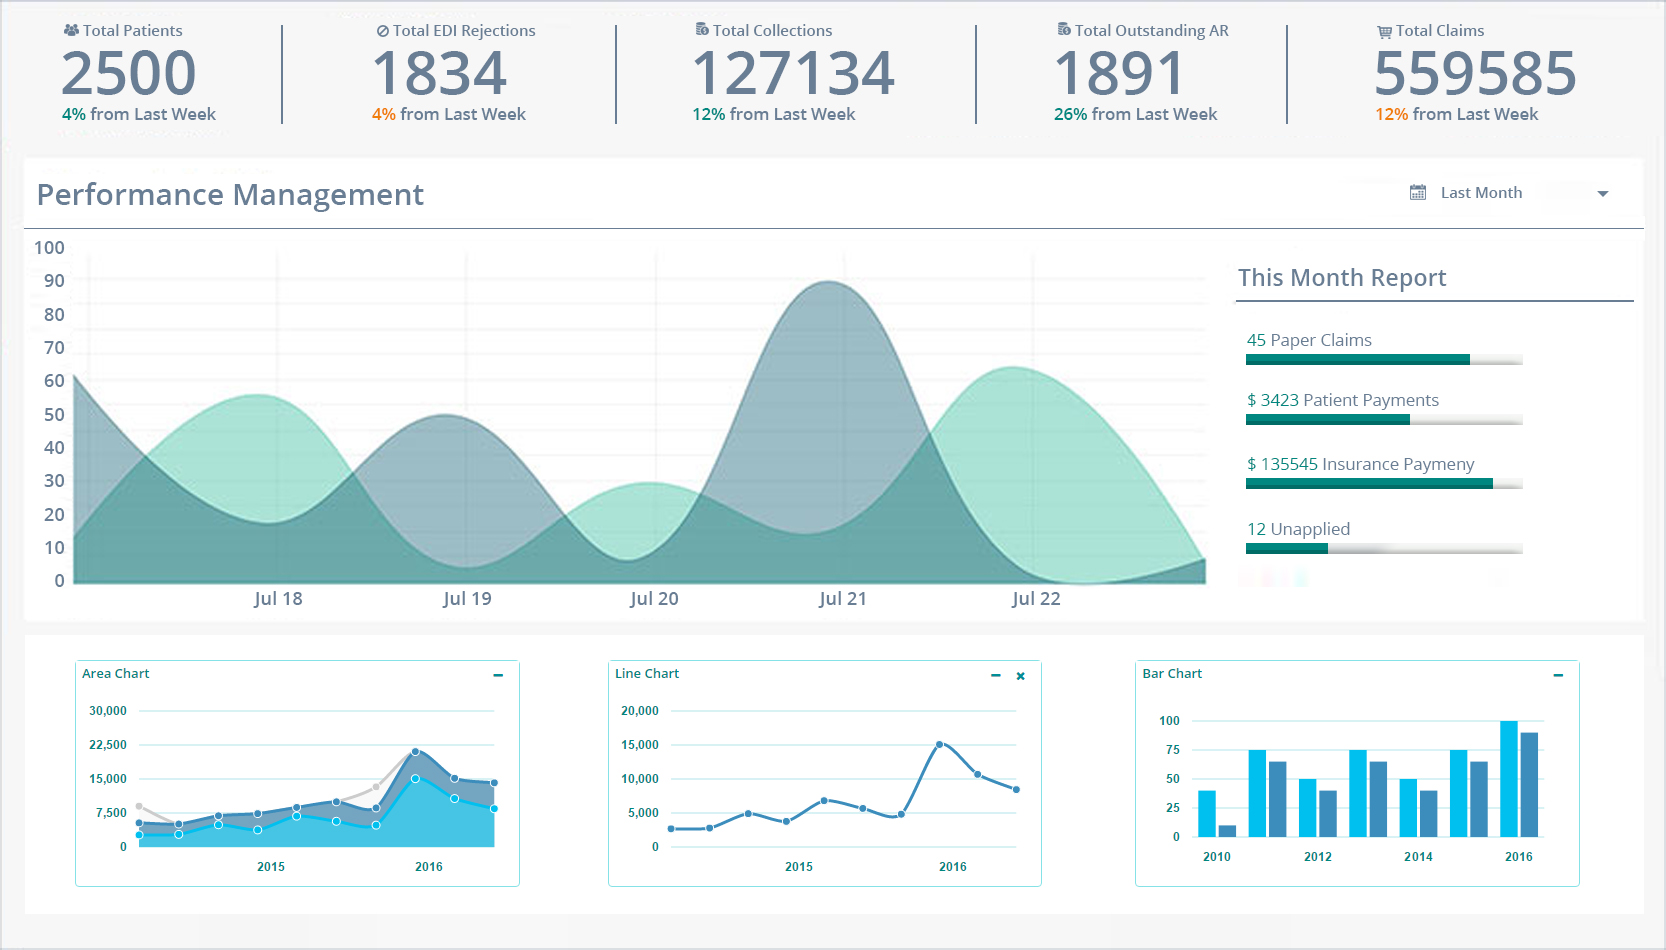 Total Patients
2500
4% from Last Week
Total EDI Rejections
1834
4% from Last Week
Total Collections
127134
12% from Last Week
Total Outstanding AR
1891
26% from Last Week
Total Claims
559585
12% from Last Week
Performance Management
Last Month
100
90
80
70
60
50
40
30
20
10
0
Jul 18
Jul 19
Jul 20
Jul 21
Jul 22
This Month Report
45 Paper Claims
$ 3423 Patient Payments
$ 135545 Insurance Paymeny
12 Unapplied
Area Chart
30,000
22,500
15,000
7,500
0
2015
2016
Line Chart
20,000
15,000
10,000
5,000
0
2015
2016
Bar Chart
100
75
50
25
0
2010
2012
2014
2016